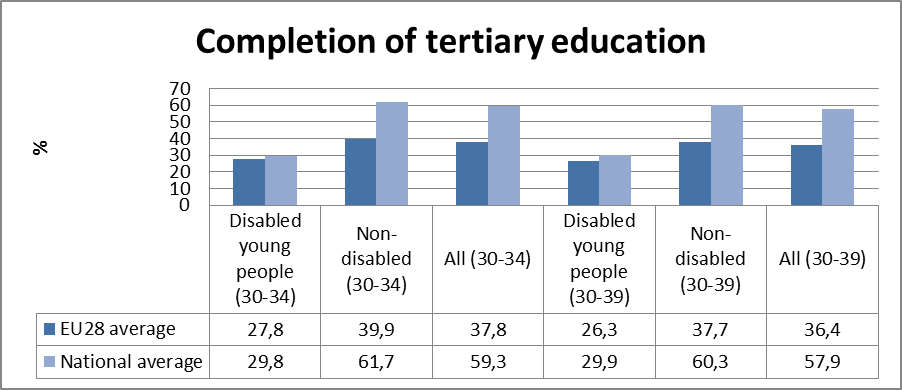 Completion of tertiary education
%
70
60
50
40
30
20
10
0
Disabled
young
people
(30-34)
Non-
disabled
(30-34)
All (30-34)
Disabled
young
people
(30-39)
Non-
disabled
(30-39)
All (30-39)
EU28 average 27,8 39,9 37,8 26,3 37,7 36,4
National average 29,8 61,7 59,3 29,9 60,3 57,9